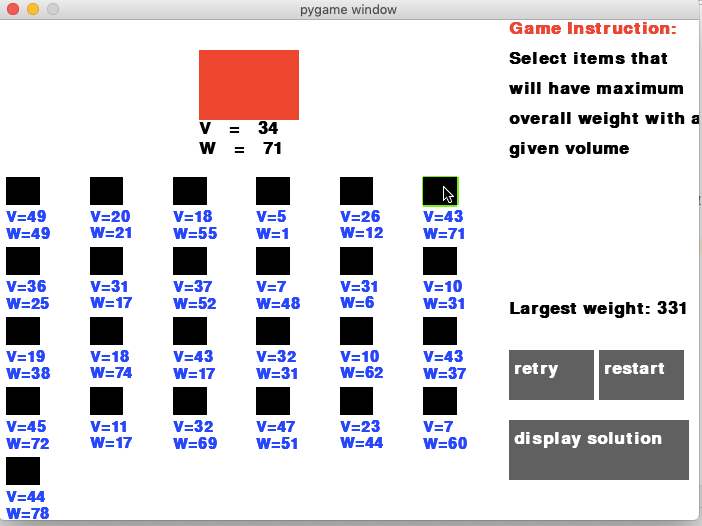 pygame window
Game Instruction:
Select items that
will have maximum
overall weight with a
given volume
V = 34
W = 71
V=49 V=20 V=18 V=5 V=26 V=43
W=49 W=21 W=55 W=1 W=12 W=71
V=36 V=31 V=37 V=7 V=31 V=10
W=25 W=17 W=52 W=48 W=6 W=31
Largest weight: 331
V=19 V=18 V=43 V=32 V=10 V=43
W=38 W=74 W=17 W=31 W=62 W=37
retry restart
V=45 V=11 V=32 V=47 V=23 V=7
W=72 W=17 W=69 W=51 W=44 W=60
display solution
V=44
W=78